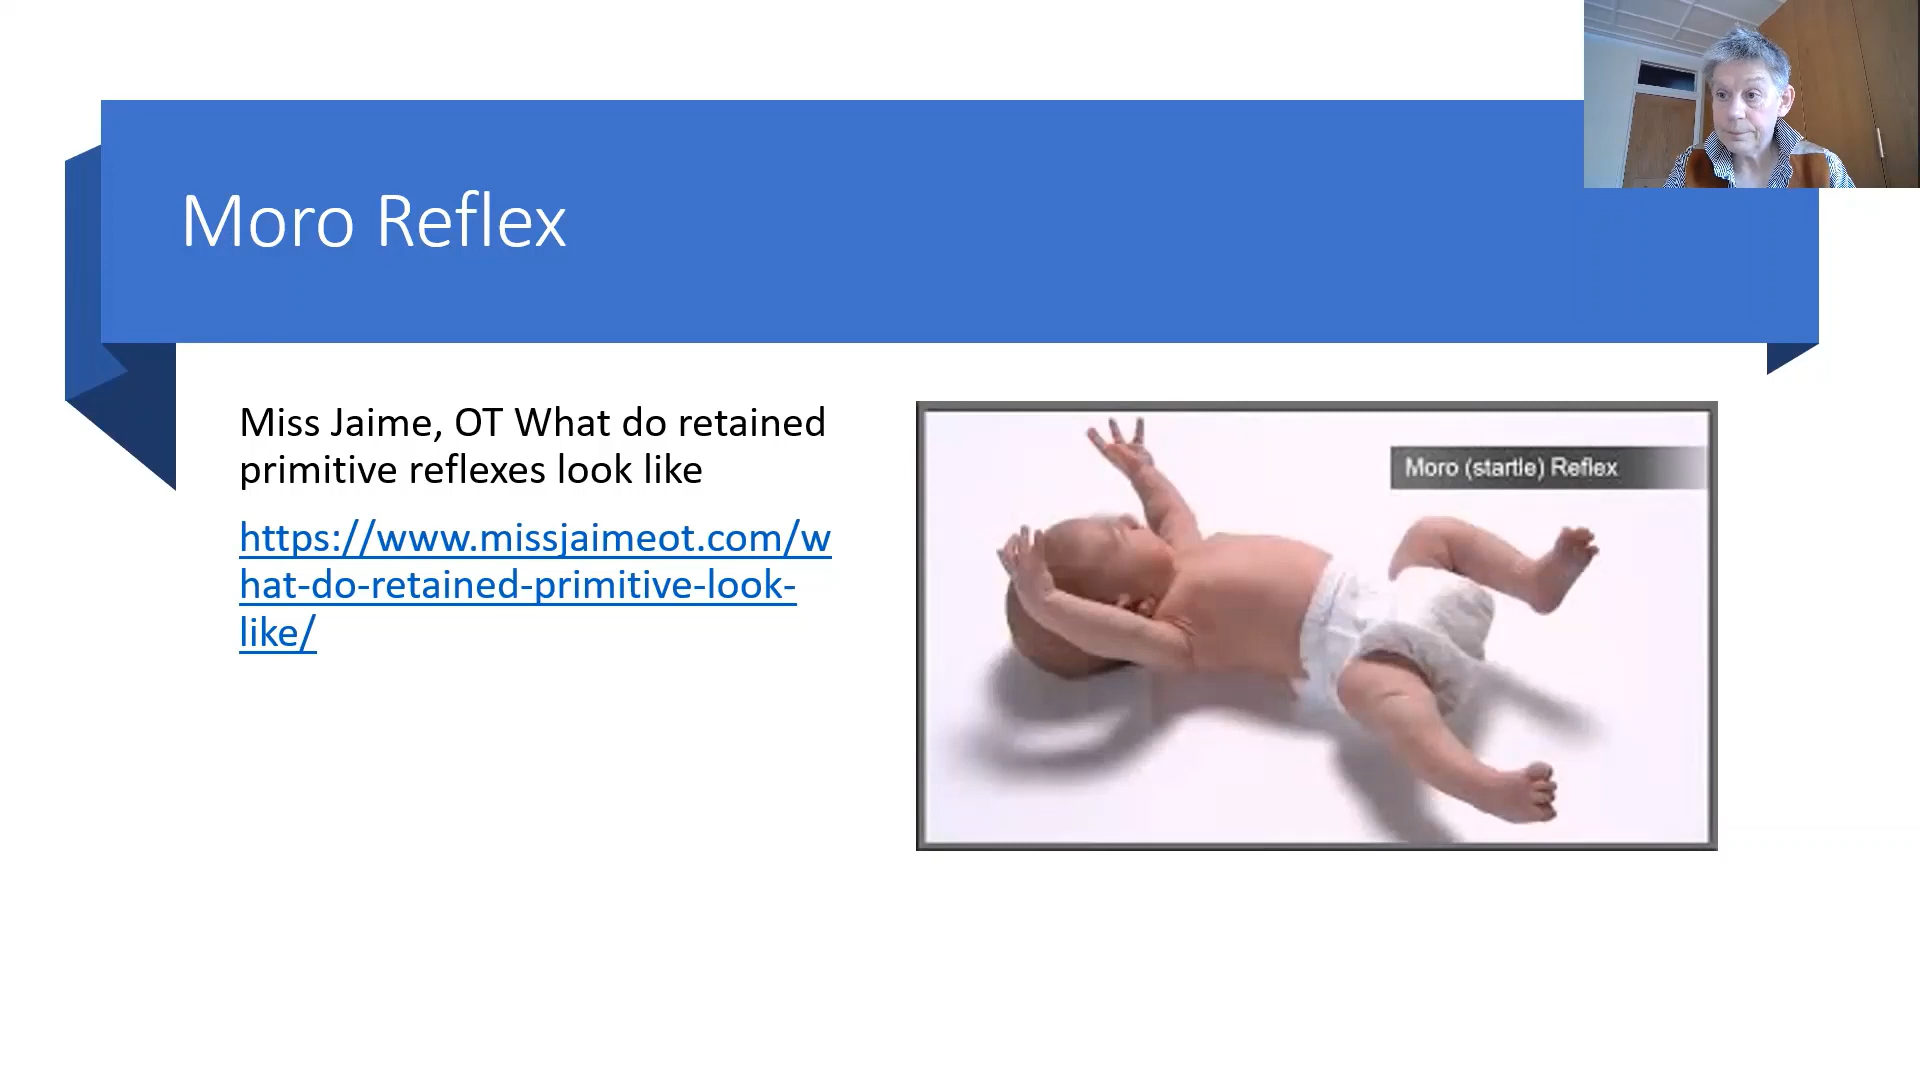 Moro Reflex
Miss Jaime, OT What do retained
primitive reflexes look like
https://www.missjaimeot.com/w
hat-do-retained-primitive-look-
like/
Moro (startle) Reflex